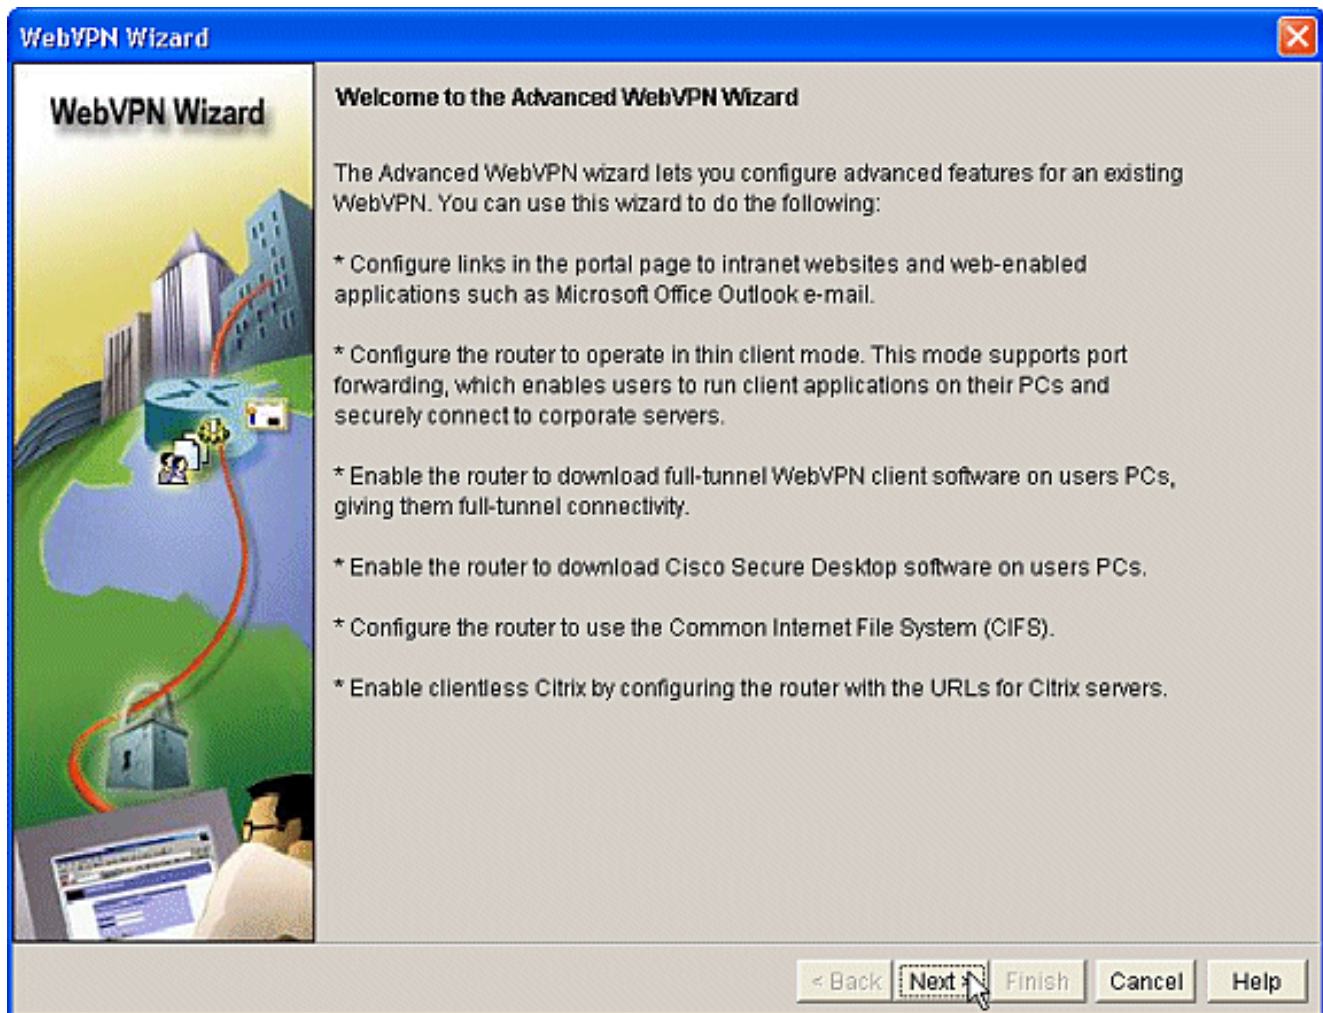 WebVPN Wizard
WebVPN Wizard
Welcome to the Advanced WebVPN Wizard
The Advanced WebVPN wizard lets you configure advanced features for an existing
WebVPN. You can use this wizard to do the following:
* Configure links in the portal page to intranet websites and web-enabled
applications such as Microsoft Office Outlook e-mail.
* Configure the router to operate in thin client mode. This mode supports port
forwarding, which enables users to run client applications on their PCs and
securely connect to corporate servers.
* Enable the router to download full-tunnel WebVPN client software on users PCs,
giving them full-tunnel connectivity.
* Enable the router to download Cisco Secure Desktop software on users PCs.
* Configure the router to use the Common Internet File System (CIFS).
* Enable clientless Citrix by configuring the router with the URLs for Citrix servers.
< Back Next > Finish Cancel Help